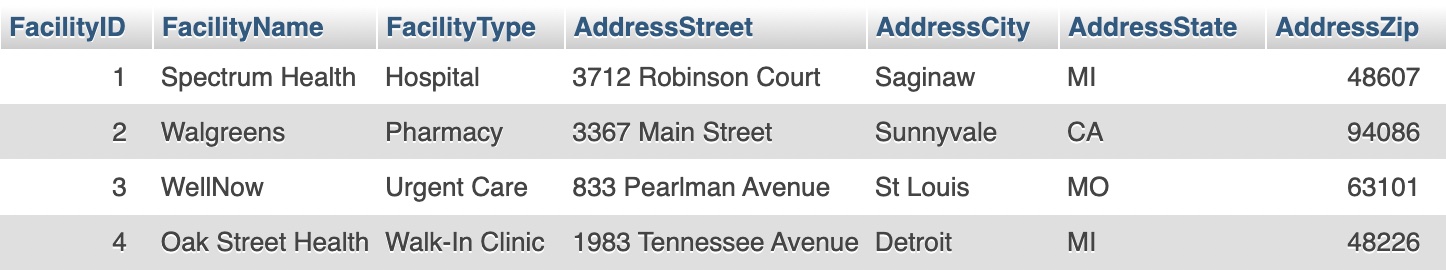 FacilityID FacilityName FacilityType AddressStreet AddressCity AddressState AddressZip
1 Spectrum Health Hospital 3712 Robinson Court Saginaw MI 48607
2 Walgreens Pharmacy 3367 Main Street Sunnyvale CA 94086
3 WellNow Urgent Care 833 Pearlman Avenue St Louis MO 63101
4 Oak Street Health Walk-In Clinic 1983 Tennessee Avenue Detroit MI 48226